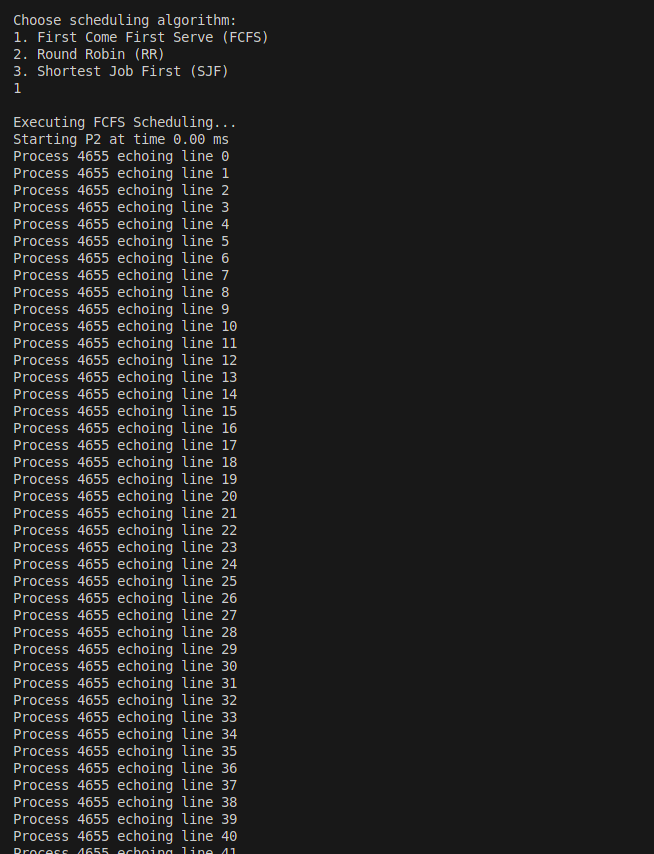 Choose scheduling algorithm:
1. First Come First Serve (FCFS)
2. Round Robin (RR)
3. Shortest Job First (SJF)
1
Executing FCFS Scheduling...
Starting P2 at time 0.00 ms
Process 4655 echoing line 0
Process 4655 echoing line 1
Process 4655 echoing line 2
Process 4655 echoing line 3
Process 4655 echoing line 4
Process 4655 echoing line 5
Process 4655 echoing line 6
Process 4655 echoing line 7
Process 4655 echoing line 8
Process 4655 echoing line 9
Process 4655 echoing line 10
Process 4655 echoing line 11
Process 4655 echoing line 12
Process 4655 echoing line 13
Process 4655 echoing line 14
Process 4655 echoing line 15
Process 4655 echoing line 16
Process 4655 echoing line 17
Process 4655 echoing line 18
Process 4655 echoing line 19
Process 4655 echoing line 20
Process 4655 echoing line 21
Process 4655 echoing line 22
Process 4655 echoing line 23
Process 4655 echoing line 24
Process 4655 echoing line 25
Process 4655 echoing line 26
Process 4655 echoing line 27
Process 4655 echoing line 28
Process 4655 echoing line 29
Process 4655 echoing line 30
Process 4655 echoing line 31
Process 4655 echoing line 32
Process 4655 echoing line 33
Process 4655 echoing line 34
Process 4655 echoing line 35
Process 4655 echoing line 36
Process 4655 echoing line 37
Process 4655 echoing line 38
Process 4655 echoing line 39
Process 4655 echoing line 40
Process 4655 echoing line 41